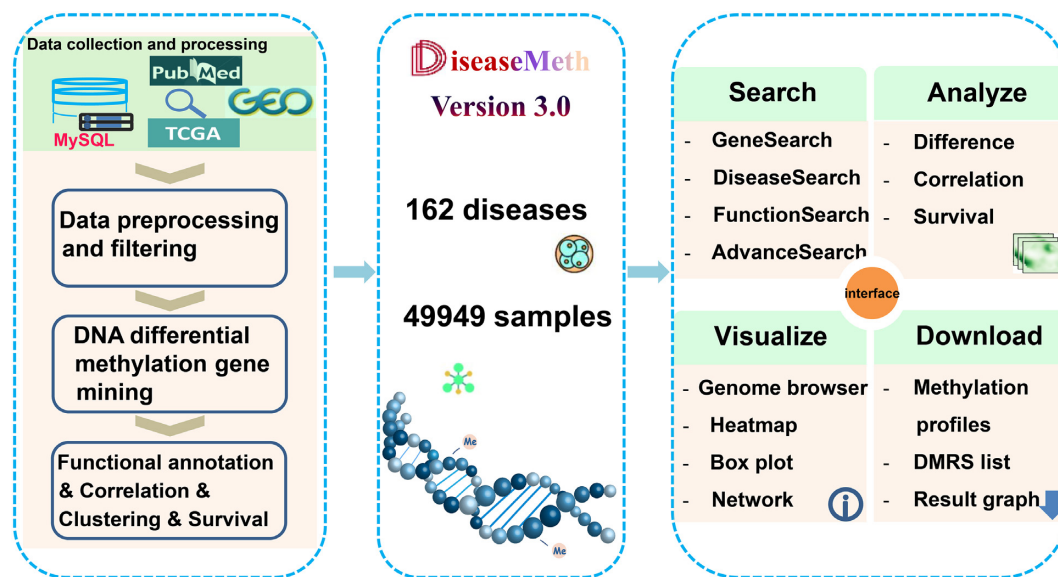 Data collection and processing
PubMed
GEO
MySQL
TCGA
Data preprocessing
and filtering
DNA differential
methylation gene
mining
Functional annotation
& Correlation &
Clustering & Survival
DiseaseMeth
Version 3.0
162 diseases
49949 samples
Me
Me
Search
- GeneSearch
- DiseaseSearch
- FunctionSearch
- AdvanceSearch
Analyze
- Difference
- Correlation
- Survival
interface
Visualize
- Genome browser
- Heatmap
- Box plot
- Network
i
Download
- Methylation
profiles
- DMRS list
- Result graph